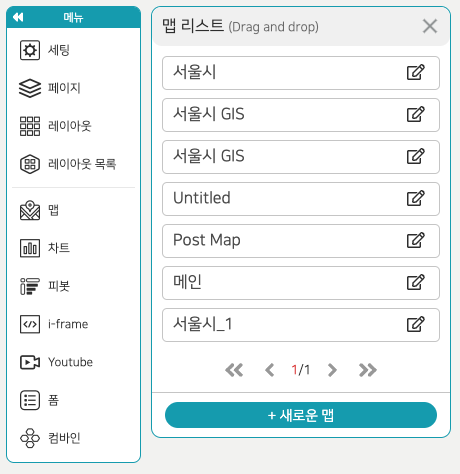 메뉴
세팅
페이지
레이아웃
레이아웃 목록
맵
차트
피봇
i-frame
Youtube
폼
컴바인
맵 리스트 (Drag and drop)
서울시
서울시 GIS
서울시 GIS
Untitled
Post Map
메인
서울시_1
1/1
+ 새로운 맵